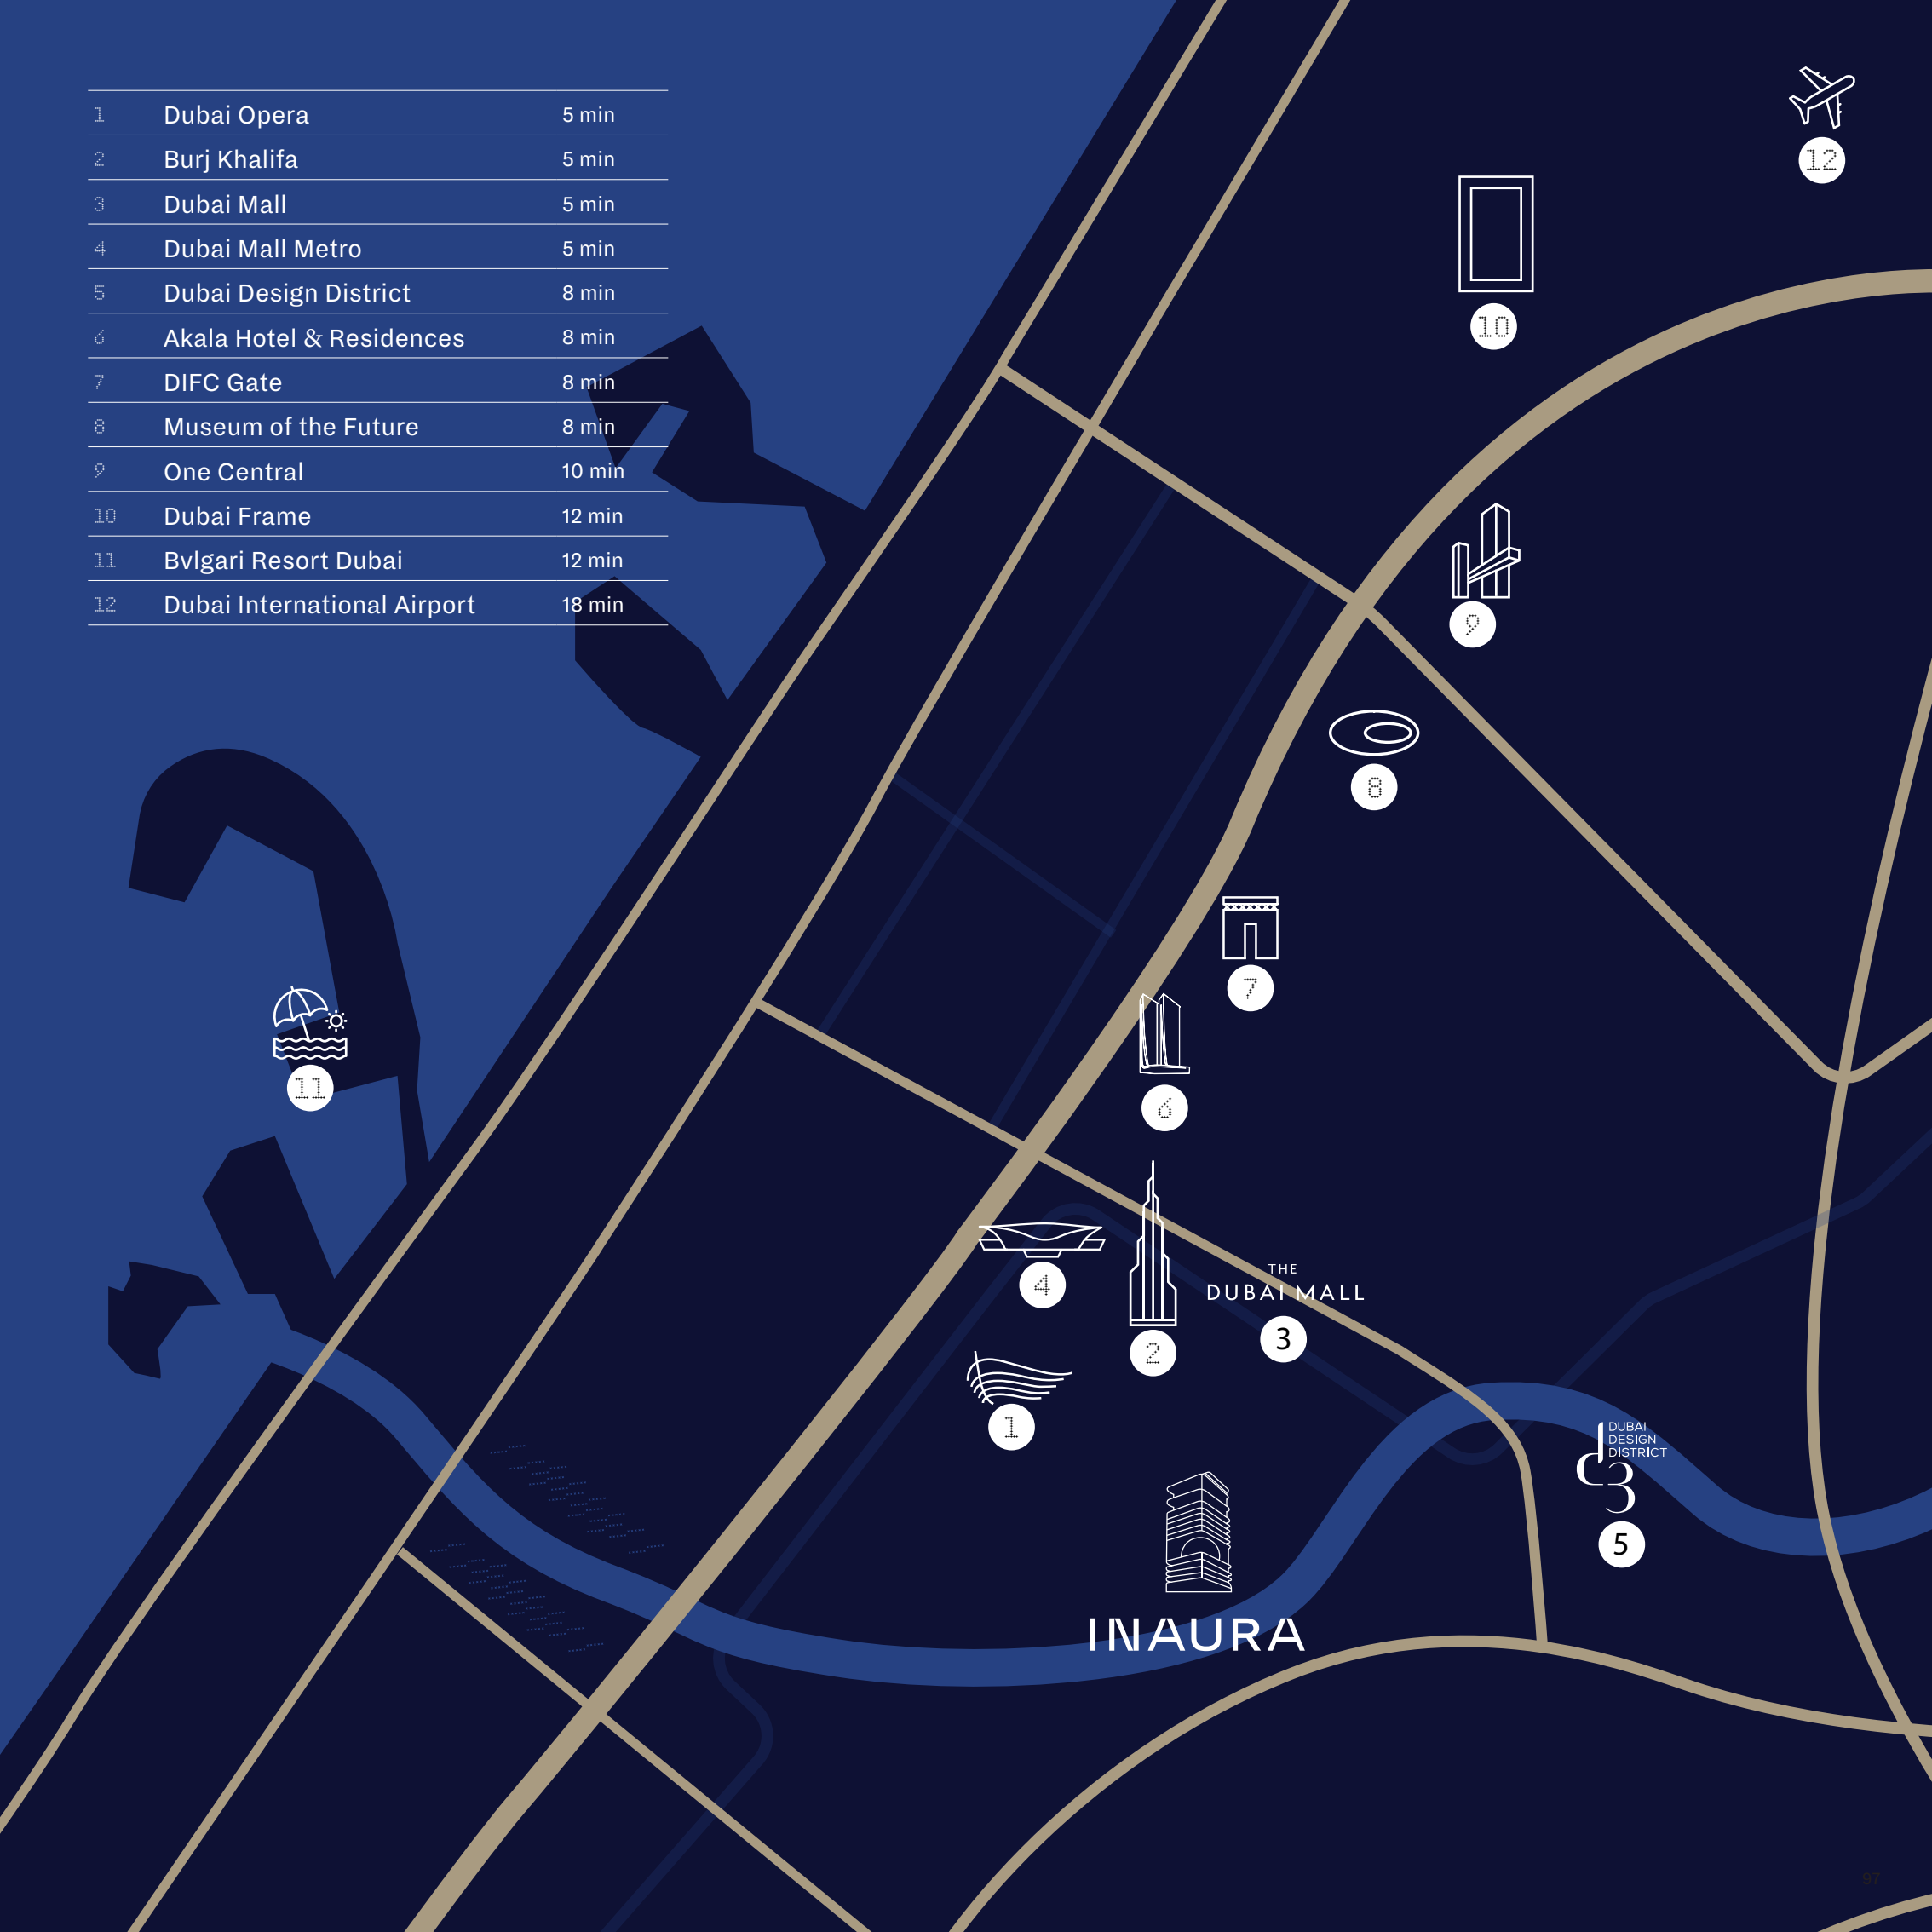 1 Dubai Opera 5 min
2 Burj Khalifa 5 min
3 Dubai Mall 5 min
4 Dubai Mall Metro 5 min
5 Dubai Design District 8 min
6 Akala Hotel & Residences 8 min
7 DIFC Gate 8 min
8 Museum of the Future 8 min
9 One Central 10 min
10 Dubai Frame 12 min
11 Bvlgari Resort Dubai 12 min
12 Dubai International Airport 18 min
12
10
9
8
7
11
6
4
THE
DUBAI MALL
2
3
1
DUBAI
DESIGN
DISTRICT
d3
5
INAURA
97